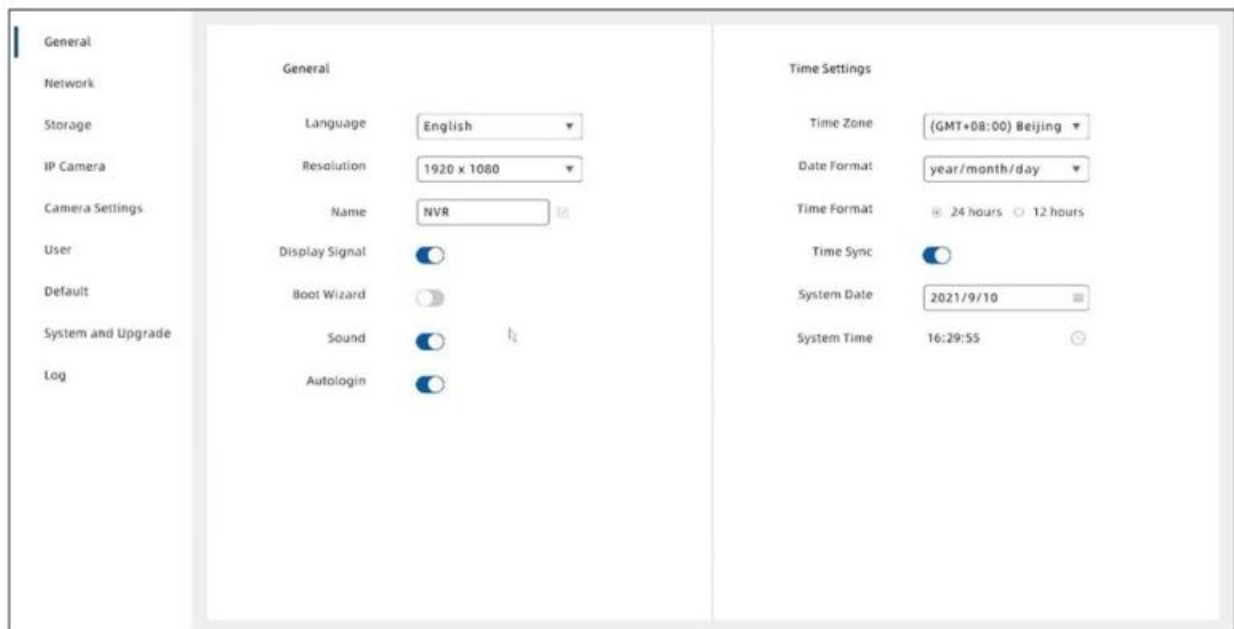 General
Network
Storage
IP Camera
Camera Settings
User
Default
System and Upgrade
Log
General
Language English
Resolution 1920 x 1080
Name NVR
Display Signal
Boot Wizard
Sound
Autologin
Time Settings
Time Zone (GMT+08:00) Beijing
Date Format year/month/day
Time Format 24 hours 12 hours
Time Sync
System Date 2021/9/10
System Time 16:29:55